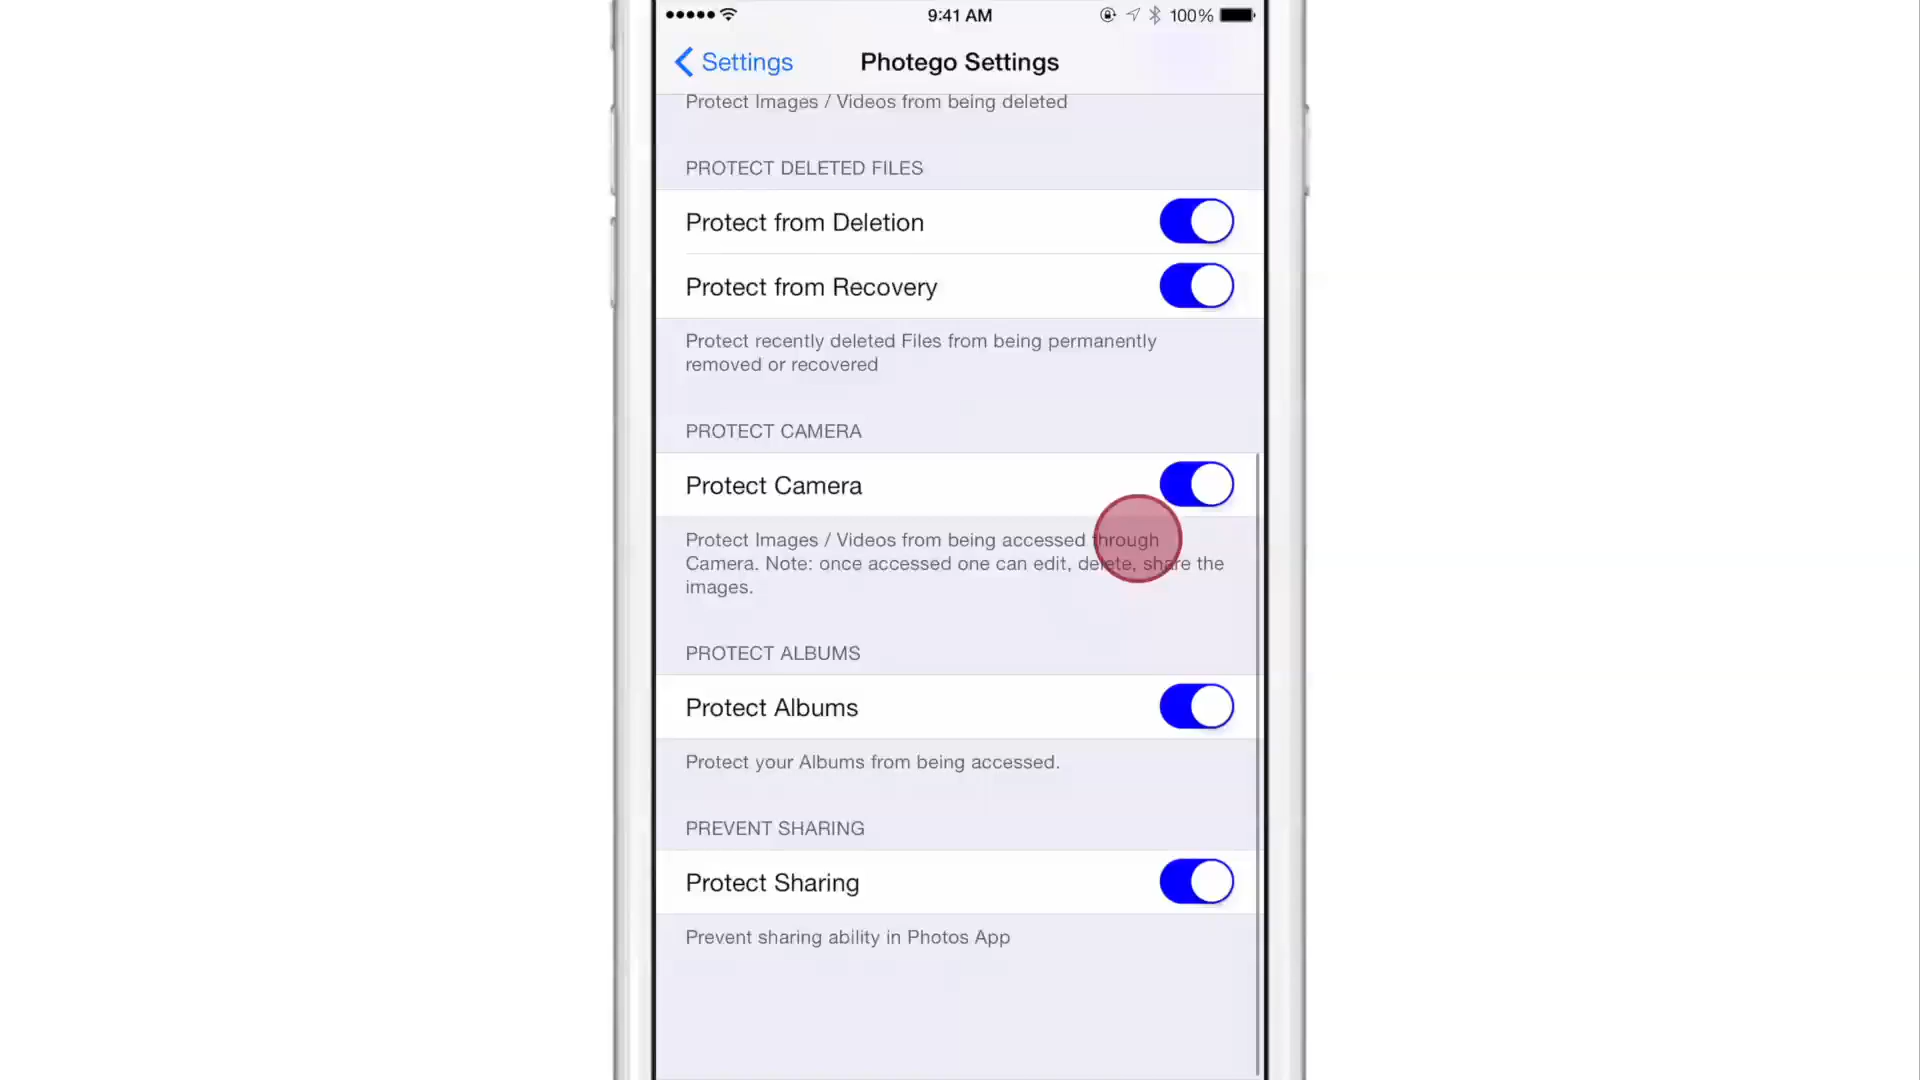 9:41 AM
100%
Settings
Photego Settings
Protect Images / Videos from being deleted
PROTECT DELETED FILES
Protect from Deletion
Protect from Recovery
Protect recently deleted Files from being permanently
removed or recovered
PROTECT CAMERA
Protect Camera
Protect Images / Videos from being accessed through
Camera. Note: once accessed one can edit, delete, share the
images.
PROTECT ALBUMS
Protect Albums
Protect your Albums from being accessed.
PREVENT SHARING
Protect Sharing
Prevent sharing ability in Photos App